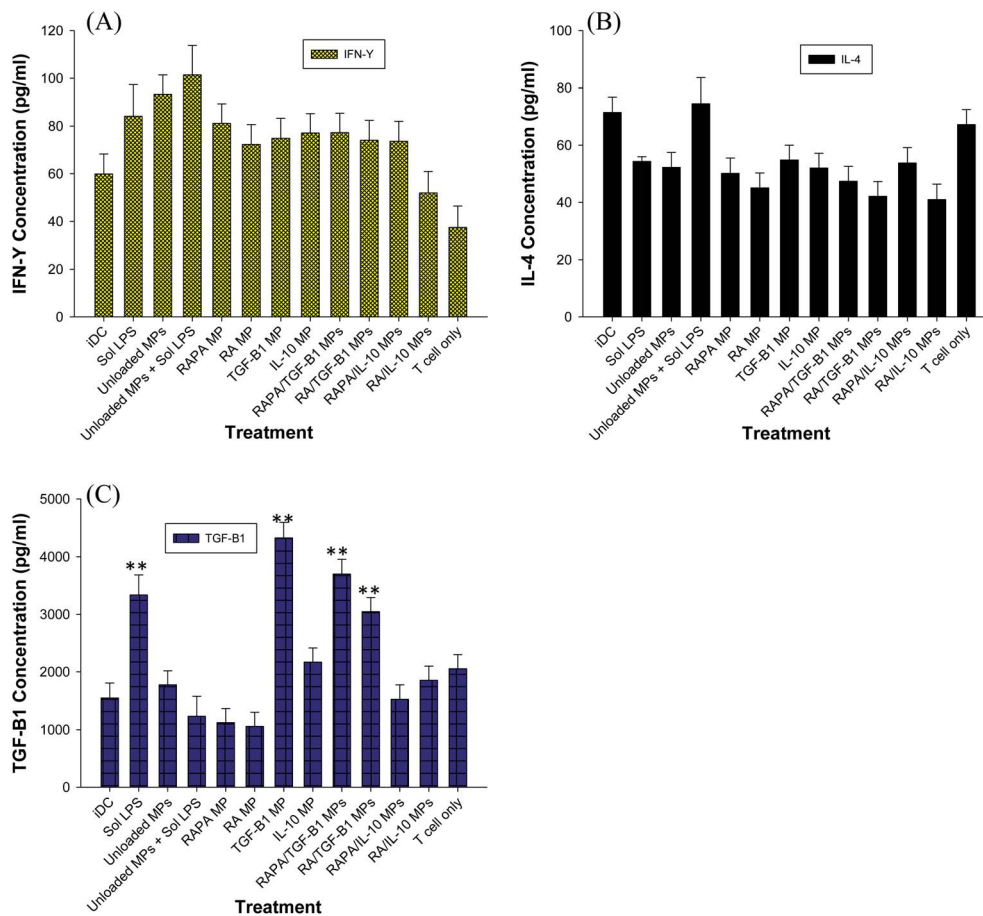 (A)
IFN-Y
IFN-Y Concentration (pg/ml)
120
100
80
60
40
20
0
iDC
Sol LPS
Unloaded MPs
Unloaded MPs + Sol LPS
RAPA MP
RA MP
TGF-B1 MP
IL-10 MP
RAPA/TGF-B1 MPs
RA/TGF-B1 MPs
RAPA/IL-10 MPs
RA/IL-10 MPs
T cell only
Treatment
(B)
IL-4
IL-4 Concentration (pg/ml)
100
80
60
40
20
0
iDC
Sol LPS
Unloaded MPs
Unloaded MPs + Sol LPS
RAPA MP
RA MP
TGF-B1 MP
IL-10 MP
RAPA/TGF-B1 MPs
RA/TGF-B1 MPs
RAPA/IL-10 MPs
RA/IL-10 MPs
T cell only
Treatment
(C)
TGF-B1
TGF-B1 Concentration (pg/ml)
5000
4000
3000
2000
1000
0
**
**
**
**
iDC
Sol LPS
Unloaded MPs
Unloaded MPs + Sol LPS
RAPA MP
RA MP
TGF-B1 MP
IL-10 MP
RAPA/TGF-B1 MPs
RA/TGF-B1 MPs
RAPA/IL-10 MPs
RA/IL-10 MPs
T cell only
Treatment